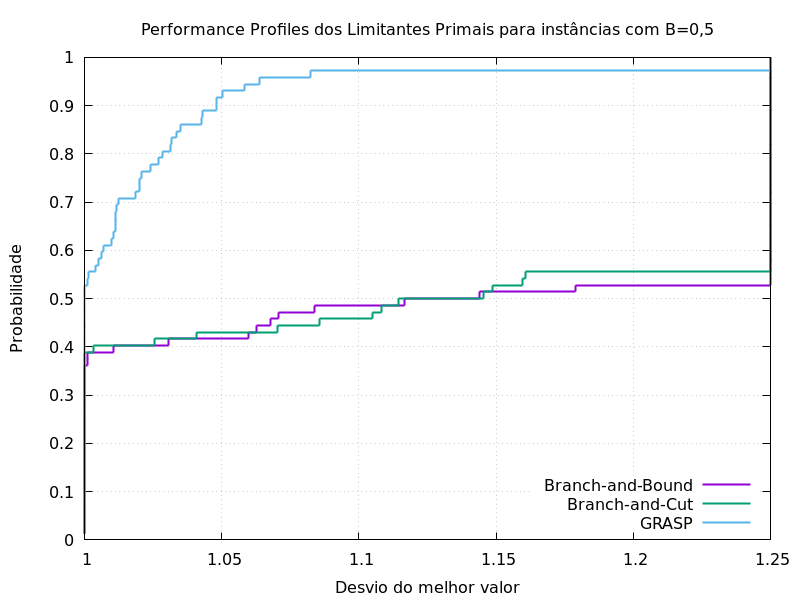 Performance Profiles dos Limitantes Primais para instâncias com B=0,5
1
0.9
0.8
0.7
0.6
0.5
0.4
0.3
0.2
0.1
0
Probabilidade
Branch-and-Bound
Branch-and-Cut
GRASP
1 1.05 1.1 1.15 1.2 1.25
Desvio do melhor valor